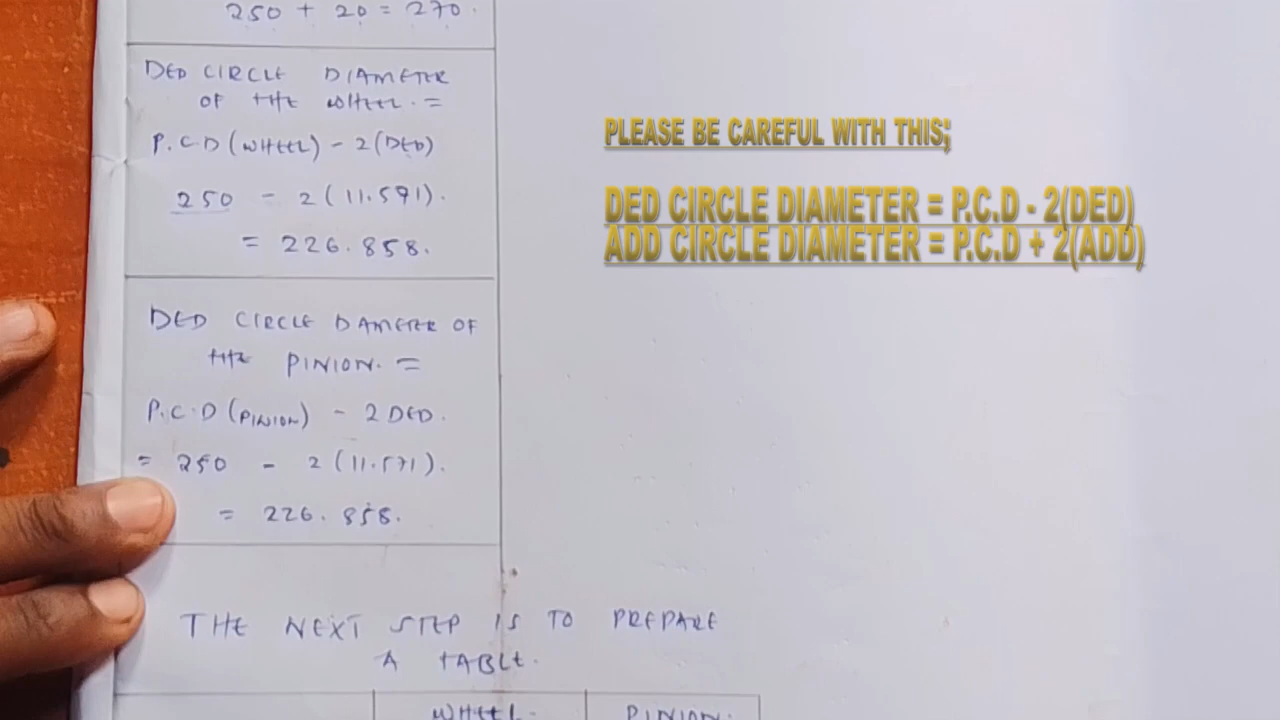 250 + 20 = 270.
DED CIRCLE DIAMETER
OF THE WHEEL. =
P.C.D (WHEEL) - 2(DED)
250 - 2(11.571).
= 226.858.
DED CIRCLE DAMETER OF
THE PINION. =
P.C.D (PINION) - 2 DED.
= 250 - 2(11.571).
= 226.858.
THE NEXT STEP IS TO PREPARE
A TABLE.
WHEEL. PINION.
PLEASE BE CAREFUL WITH THIS;
DED CIRCLE DIAMETER = P.C.D - 2(DED)
ADD CIRCLE DIAMETER = P.C.D + 2(ADD)